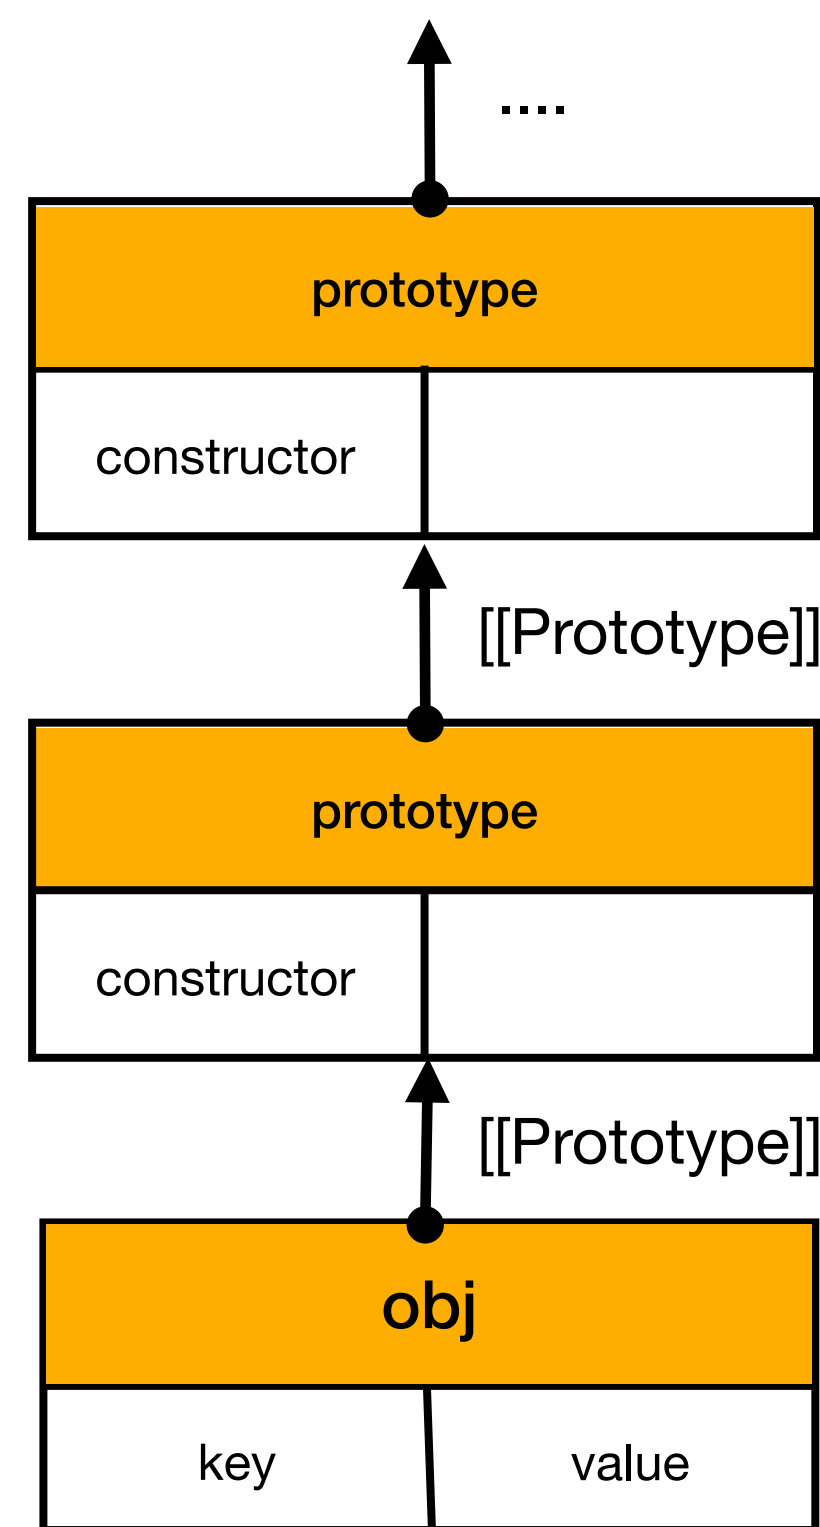 ....
prototype
constructor
[[Prototype]]
prototype
constructor
[[Prototype]]
obj
key value